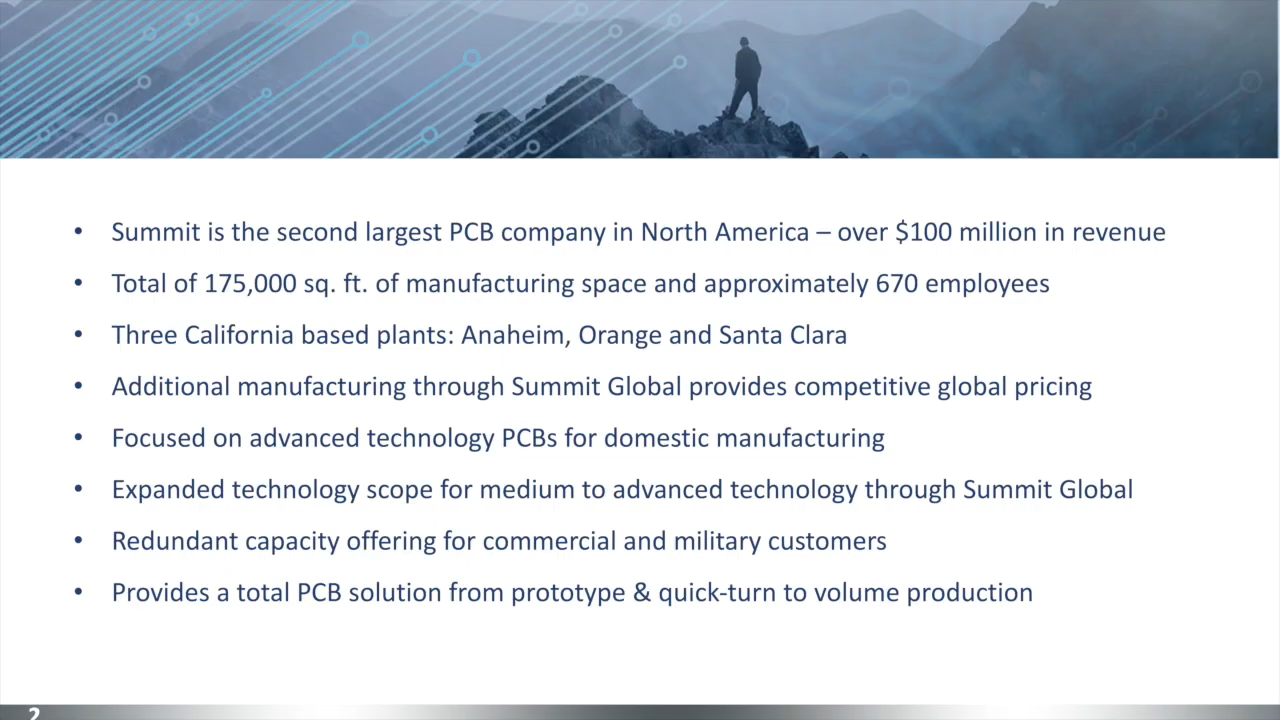 • Summit is the second largest PCB company in North America – over $100 million in revenue
• Total of 175,000 sq. ft. of manufacturing space and approximately 670 employees
• Three California based plants: Anaheim, Orange and Santa Clara
• Additional manufacturing through Summit Global provides competitive global pricing
• Focused on advanced technology PCBs for domestic manufacturing
• Expanded technology scope for medium to advanced technology through Summit Global
• Redundant capacity offering for commercial and military customers
• Provides a total PCB solution from prototype & quick-turn to volume production
2